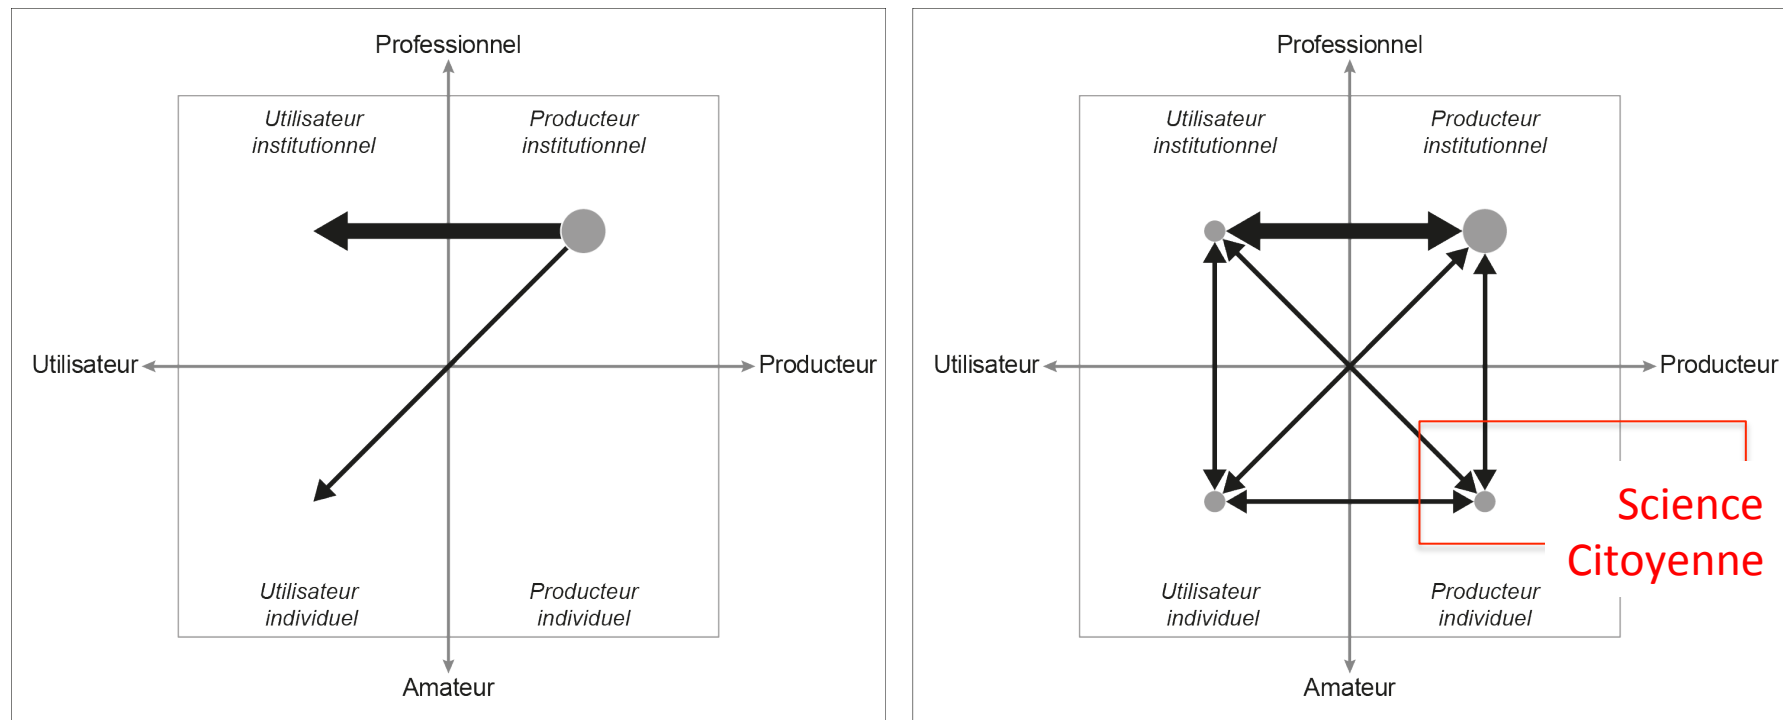 Professionnel
Utilisateur
institutionnel
Producteur
institutionnel
Utilisateur
Producteur
Utilisateur
individuel
Producteur
individuel
Amateur
Professionnel
Utilisateur
institutionnel
Producteur
institutionnel
Utilisateur
Producteur
Science
Citoyenne
Utilisateur
individuel
Producteur
individuel
Amateur